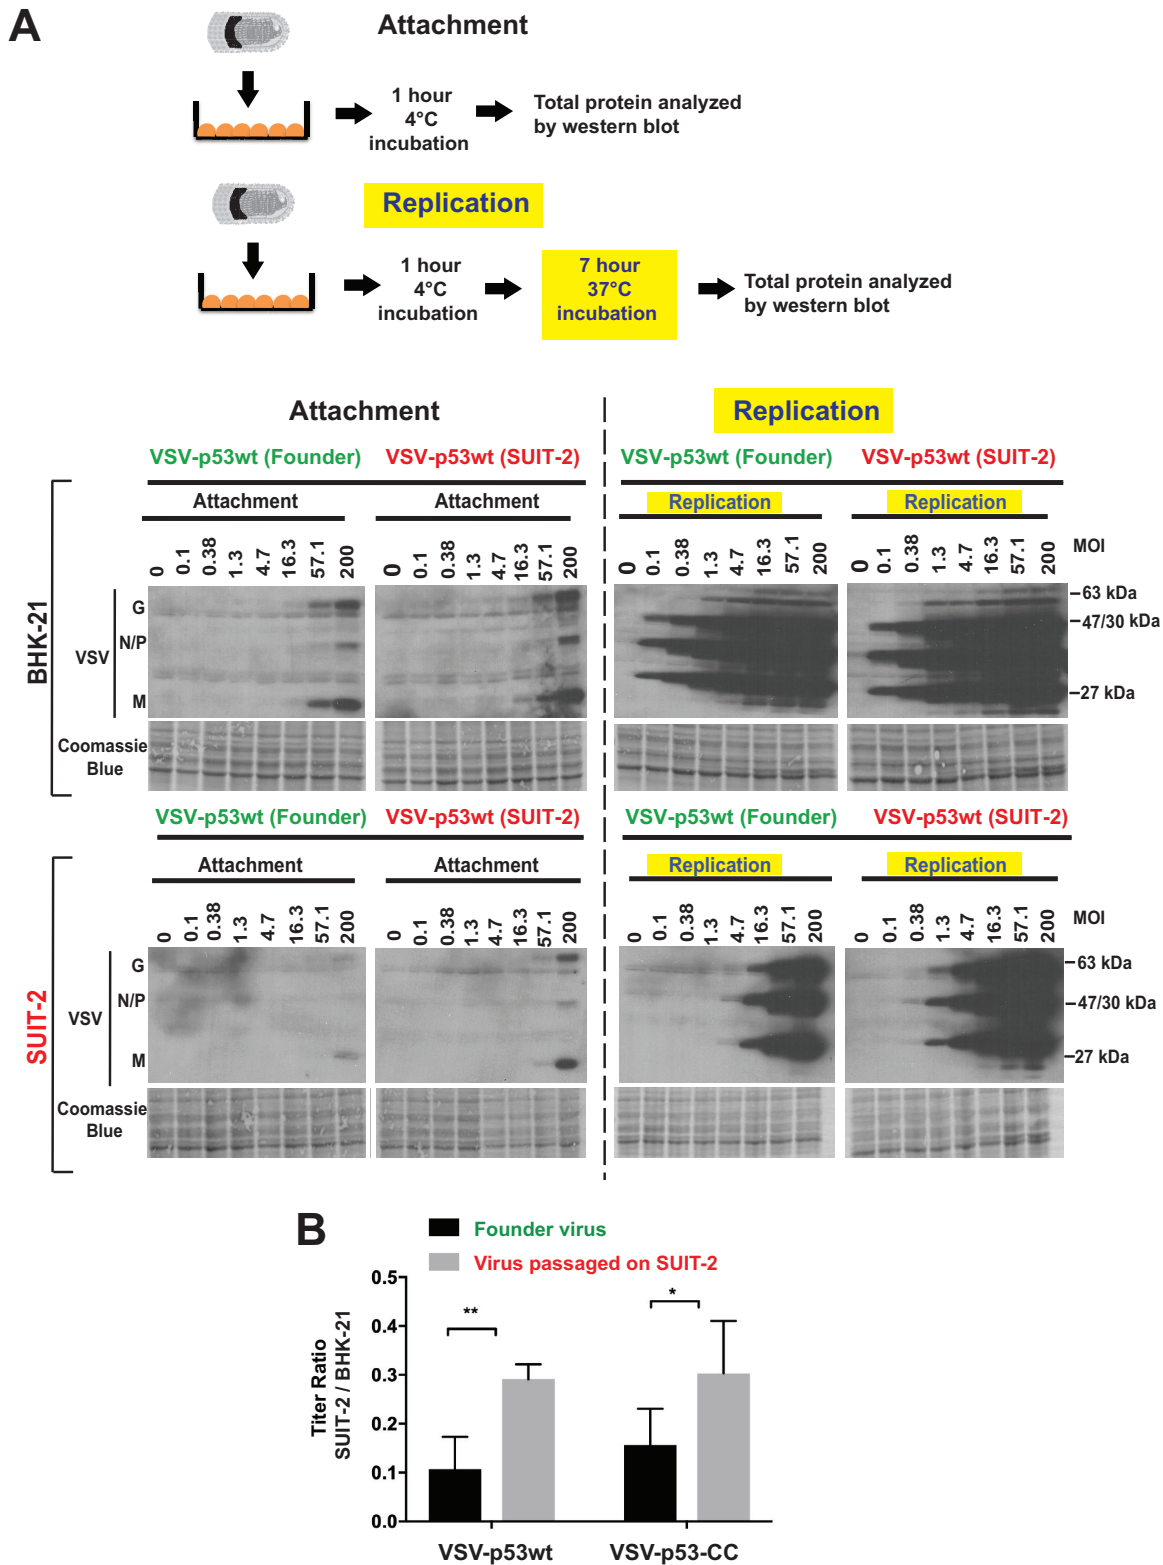 A
Attachment
1 hour
4°C
incubation
Total protein analyzed
by western blot
Replication
1 hour
4°C
incubation
7 hour
37°C
incubation
Total protein analyzed
by western blot
Attachment
Replication
VSV-p53wt (Founder)
VSV-p53wt (SUIT-2)
VSV-p53wt (Founder)
VSV-p53wt (SUIT-2)
Attachment
Attachment
Replication
Replication
0 0.1 0.38 1.3 4.7 16.3 57.1 200
0 0.1 0.38 1.3 4.7 16.3 57.1 200
0 0.1 0.38 1.3 4.7 16.3 57.1 200
0 0.1 0.38 1.3 4.7 16.3 57.1 200
MOI
BHK-21
VSV
G
N/P
M
63 kDa
47/30 kDa
27 kDa
Coomassie
Blue
VSV-p53wt (Founder)
VSV-p53wt (SUIT-2)
VSV-p53wt (Founder)
VSV-p53wt (SUIT-2)
Attachment
Attachment
Replication
Replication
0 0.1 0.38 1.3 4.7 16.3 57.1 200
0 0.1 0.38 1.3 4.7 16.3 57.1 200
0 0.1 0.38 1.3 4.7 16.3 57.1 200
0 0.1 0.38 1.3 4.7 16.3 57.1 200
MOI
SUIT-2
VSV
G
N/P
M
63 kDa
47/30 kDa
27 kDa
Coomassie
Blue
B
Founder virus
Virus passaged on SUIT-2
Titer Ratio
SUIT-2 / BHK-21
0.5
0.4
0.3
0.2
0.1
0.0
**
*
VSV-p53wt
VSV-p53-CC